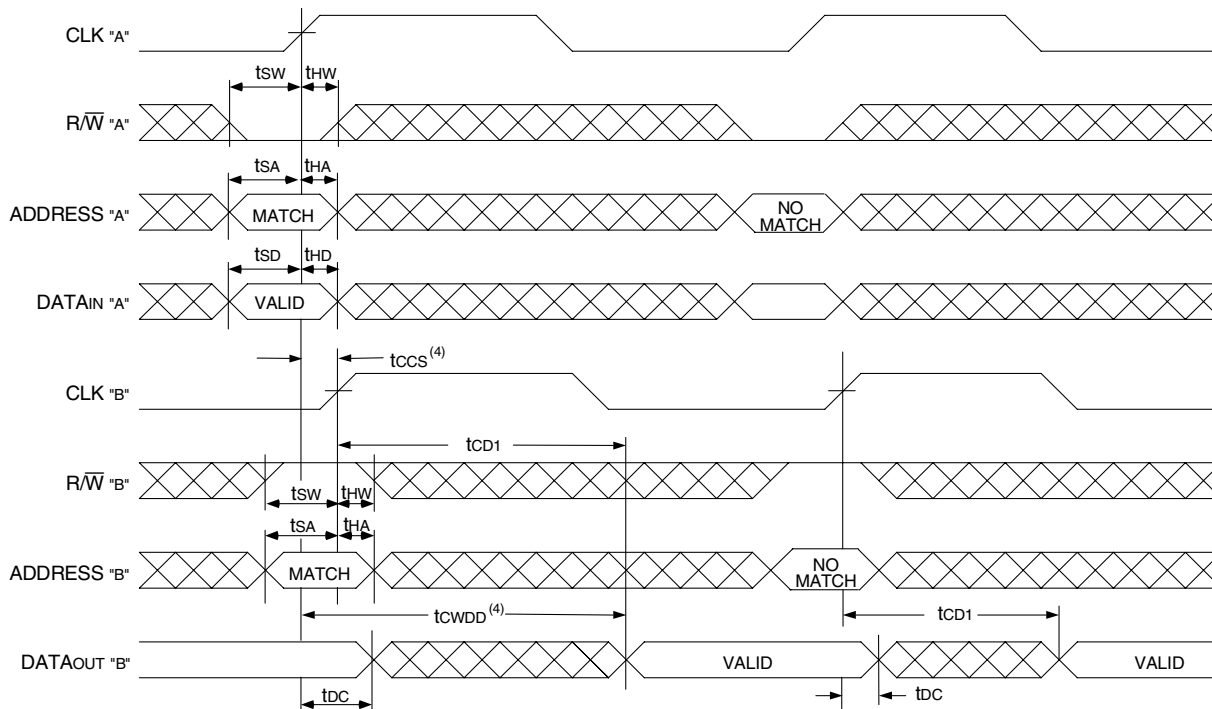 CLK "A"
tSW tHW
R/W̅ "A"
tSA tHA
ADDRESS "A" MATCH NO MATCH
tSD tHD
DATAIN "A" VALID
tCCS(4)
CLK "B"
tCD1
R/W̅ "B"
tSW tHW
tSA tHA
ADDRESS "B" MATCH NO MATCH
tCWDD(4) tCD1
DATAOUT "B" VALID VALID
tDC tDC